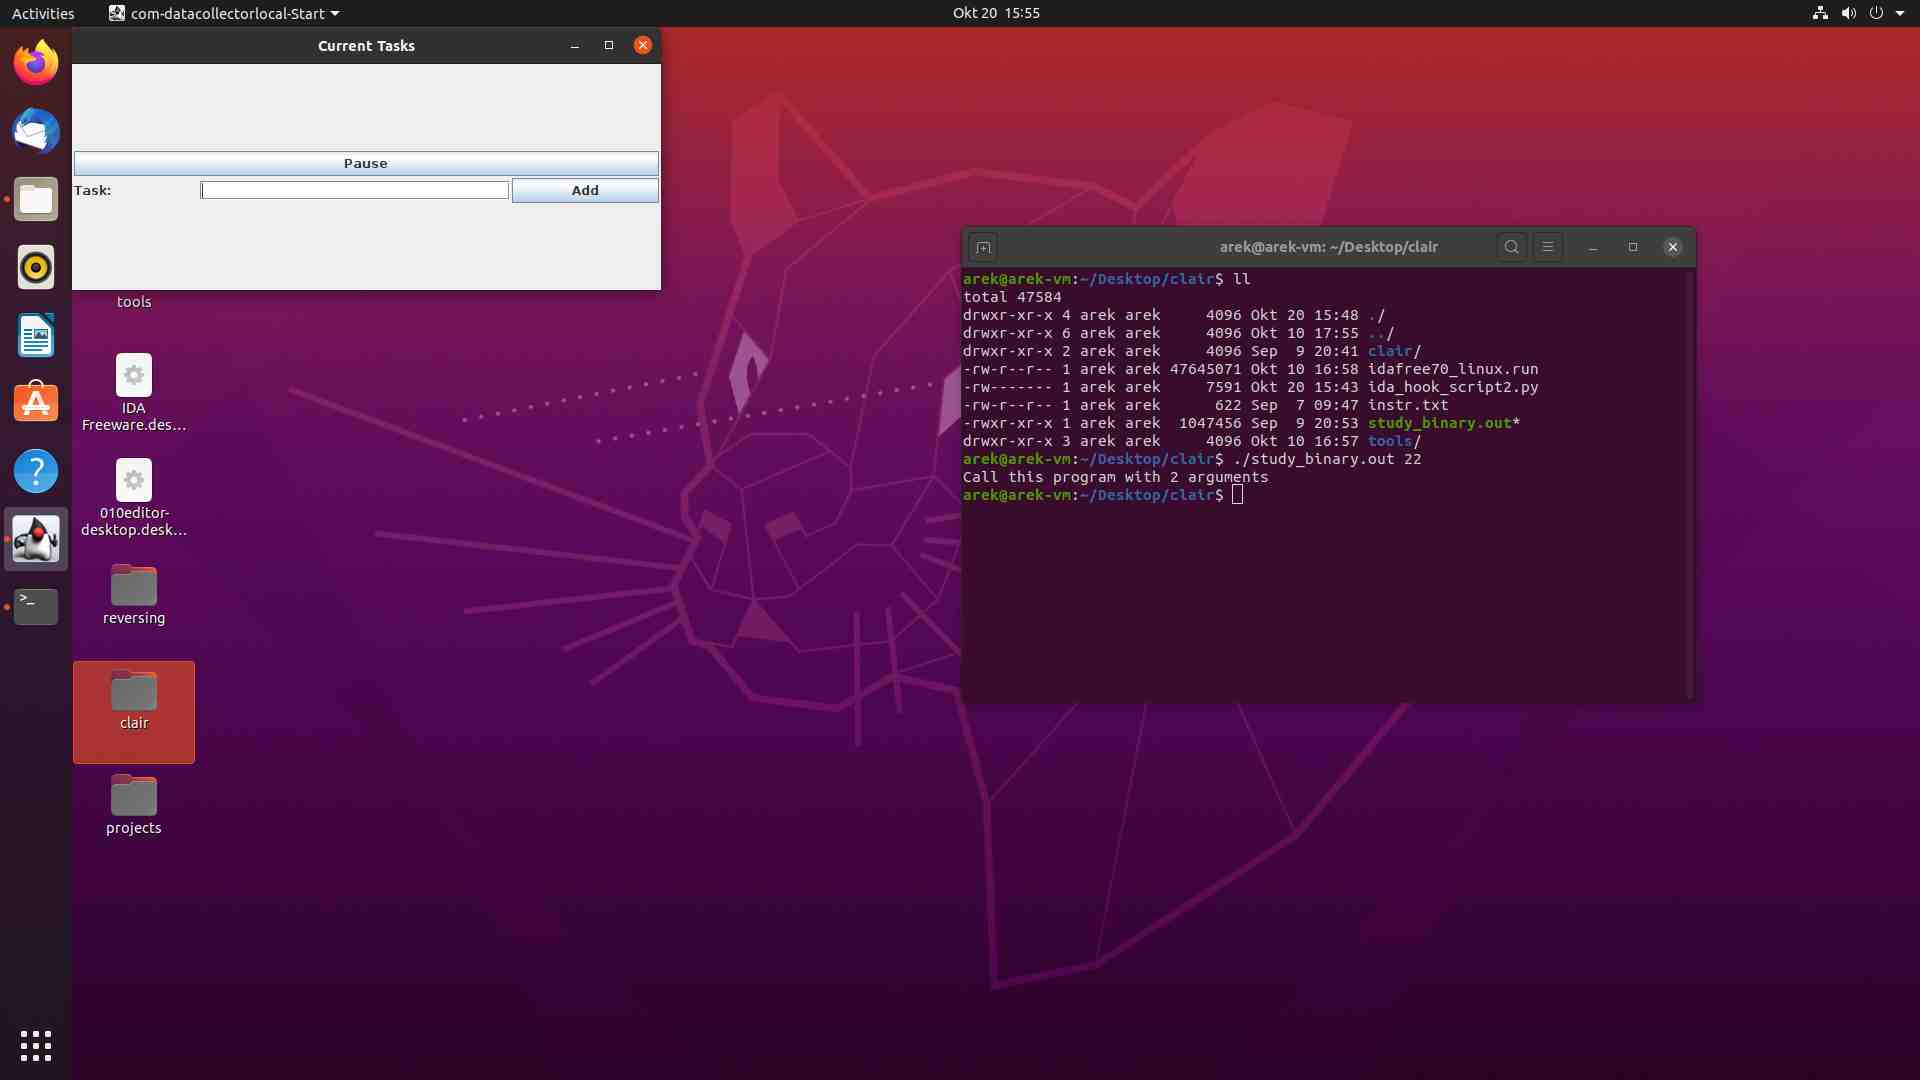 Activities
com-datacollectorlocal-Start
Okt 20 15:55
Current Tasks
Pause
Task:
Add
tools
IDA
Freeware.des...
010editor-
desktop.desk...
reversing
clair
projects
arek@arek-vm: ~/Desktop/clair
arek@arek-vm:~/Desktop/clair$ ll
total 47584
drwxr-xr-x 4 arek arek     4096 Okt 20 15:48 ./
drwxr-xr-x 6 arek arek     4096 Okt 10 17:55 ../
drwxr-xr-x 2 arek arek     4096 Sep  9 20:41 clair/
-rw-r--r-- 1 arek arek 47645071 Okt 10 16:58 idafree70_linux.run
-rw------- 1 arek arek     7591 Okt 20 15:43 ida_hook_script2.py
-rw-r--r-- 1 arek arek      622 Sep  7 09:47 instr.txt
-rwxr-xr-x 1 arek arek  1047456 Sep  9 20:53 study_binary.out*
drwxr-xr-x 3 arek arek     4096 Okt 10 16:57 tools/
arek@arek-vm:~/Desktop/clair$ ./study_binary.out 22
Call this program with 2 arguments
arek@arek-vm:~/Desktop/clair$